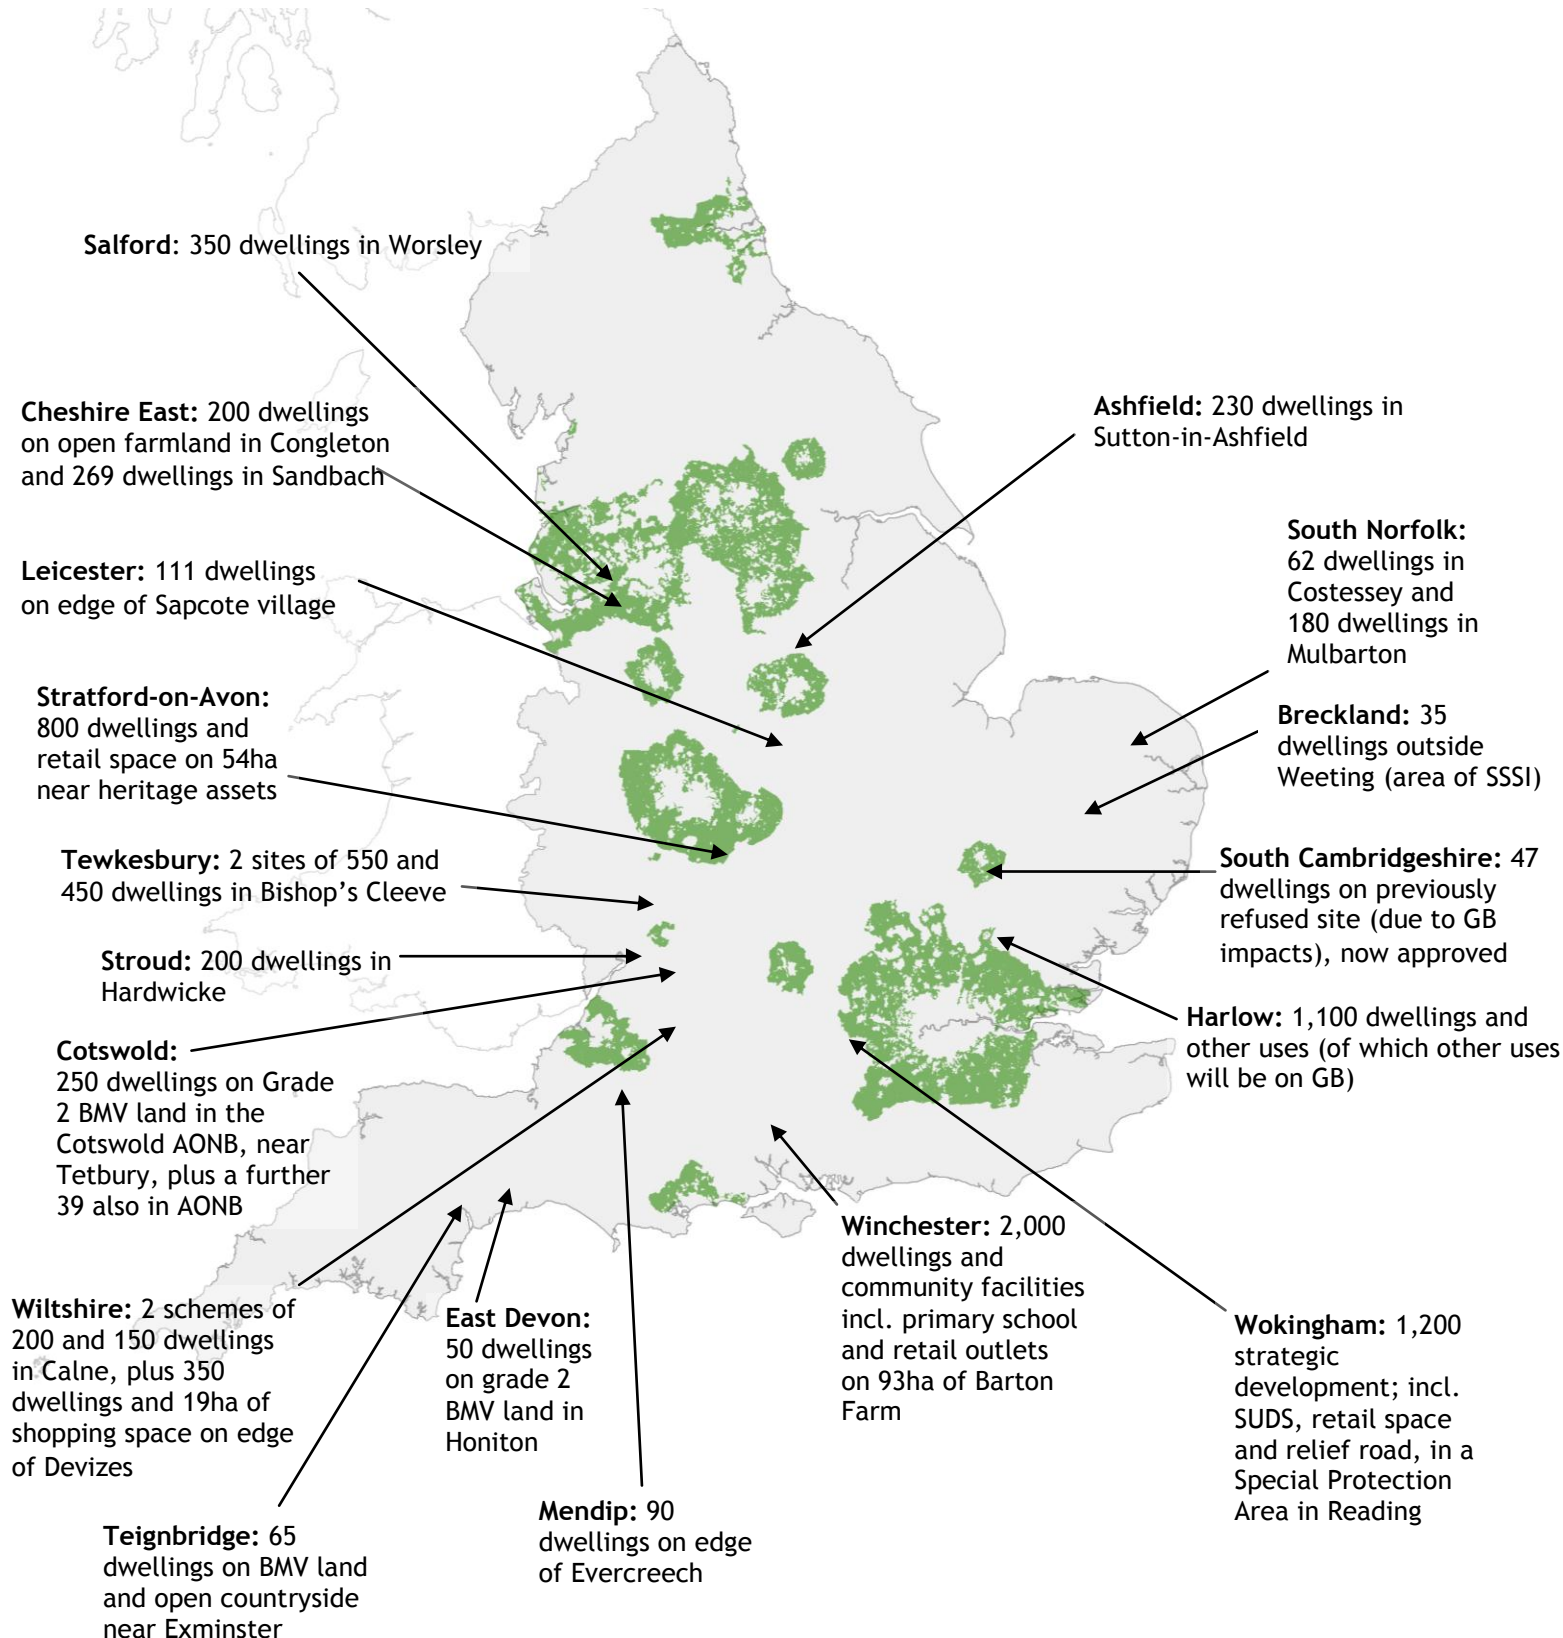 Salford: 350 dwellings in Worsley
Cheshire East: 200 dwellings
on open farmland in Congleton
and 269 dwellings in Sandbach
Ashfield: 230 dwellings in
Sutton-in-Ashfield
Leicester: 111 dwellings
on edge of Sapcote village
South Norfolk:
62 dwellings in
Costessey and
180 dwellings in
Mulbarton
Stratford-on-Avon:
800 dwellings and
retail space on 54ha
near heritage assets
Breckland: 35
dwellings outside
Weeting (area of SSSI)
Tewkesbury: 2 sites of 550 and
450 dwellings in Bishop’s Cleeve
South Cambridgeshire: 47
dwellings on previously
refused site (due to GB
impacts), now approved
Stroud: 200 dwellings in
Hardwicke
Harlow: 1,100 dwellings and
other uses (of which other uses
will be on GB)
Cotswold:
250 dwellings on Grade
2 BMV land in the
Cotswold AONB, near
Tetbury, plus a further
39 also in AONB
Wiltshire: 2 schemes of
200 and 150 dwellings
in Calne, plus 350
dwellings and 19ha of
shopping space on edge
of Devizes
East Devon:
50 dwellings
on grade 2
BMV land in
Honiton
Winchester: 2,000
dwellings and
community facilities
incl. primary school
and retail outlets
on 93ha of Barton
Farm
Wokingham: 1,200
strategic
development; incl.
SUDS, retail space
and relief road, in a
Special Protection
Area in Reading
Teignbridge: 65
dwellings on BMV land
and open countryside
near Exminster
Mendip: 90
dwellings on edge
of Evercreech